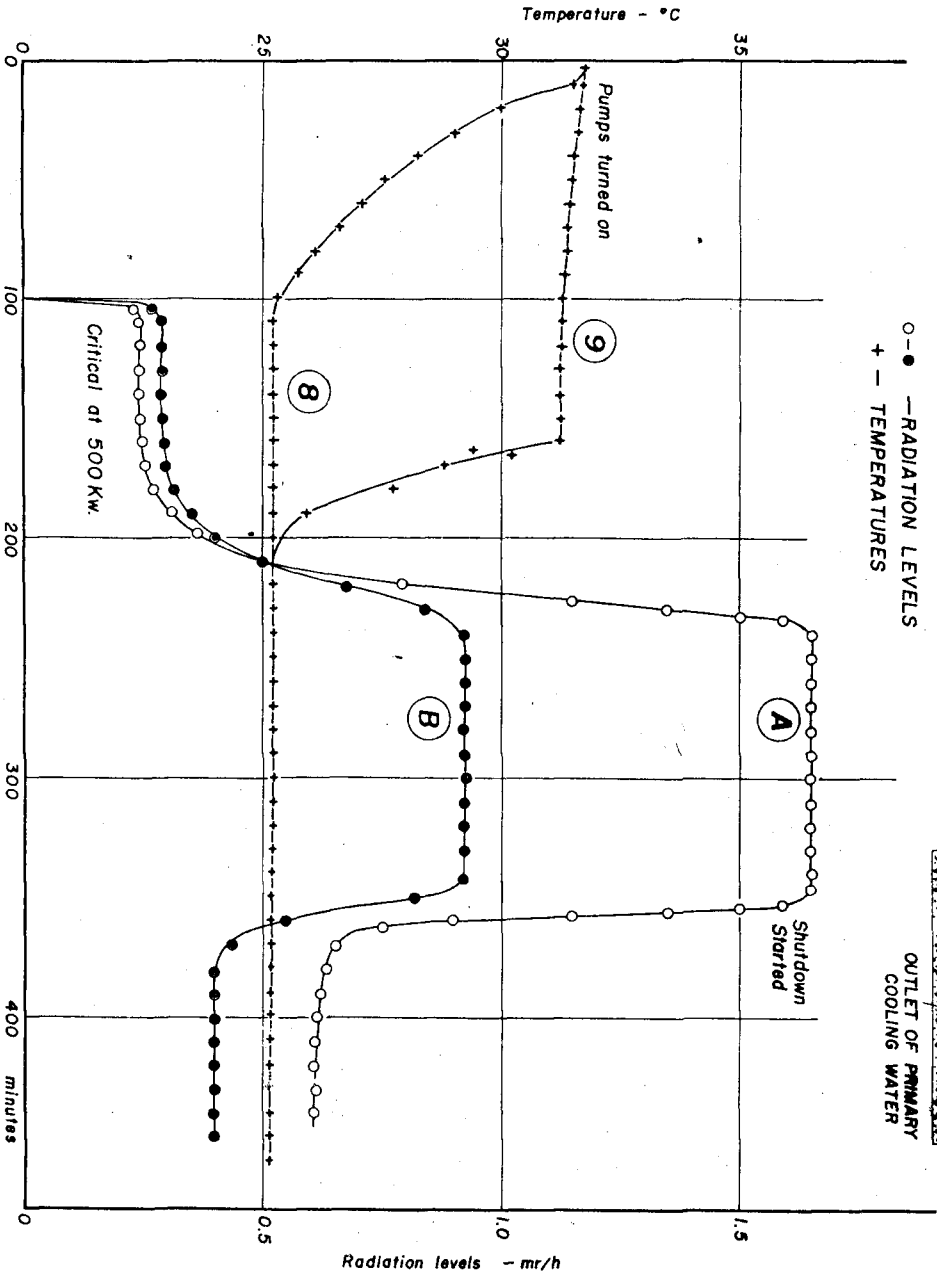 OUTLET OF PRIMARY
COOLING WATER
○-● — RADIATION LEVELS
+ — TEMPERATURES
Temperature - °C
0
25
30
35
Pumps turned on
9
8
A
B
Critical at 500 Kw.
Shutdown
Started
0
100
200
300
400
minutes
0
0.5
1.0
1.5
Radiation levels - mr/h